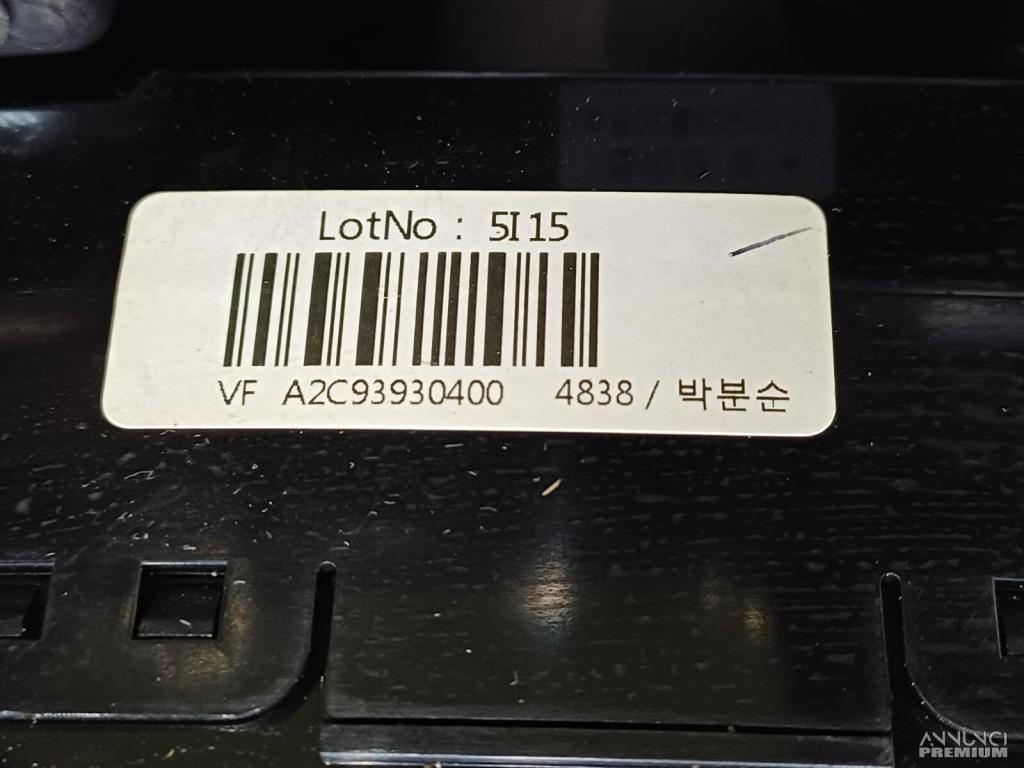 LotNo : 5I15
VF A2C93930400 4838 / 박분순
ANNUNCI
PREMIUM